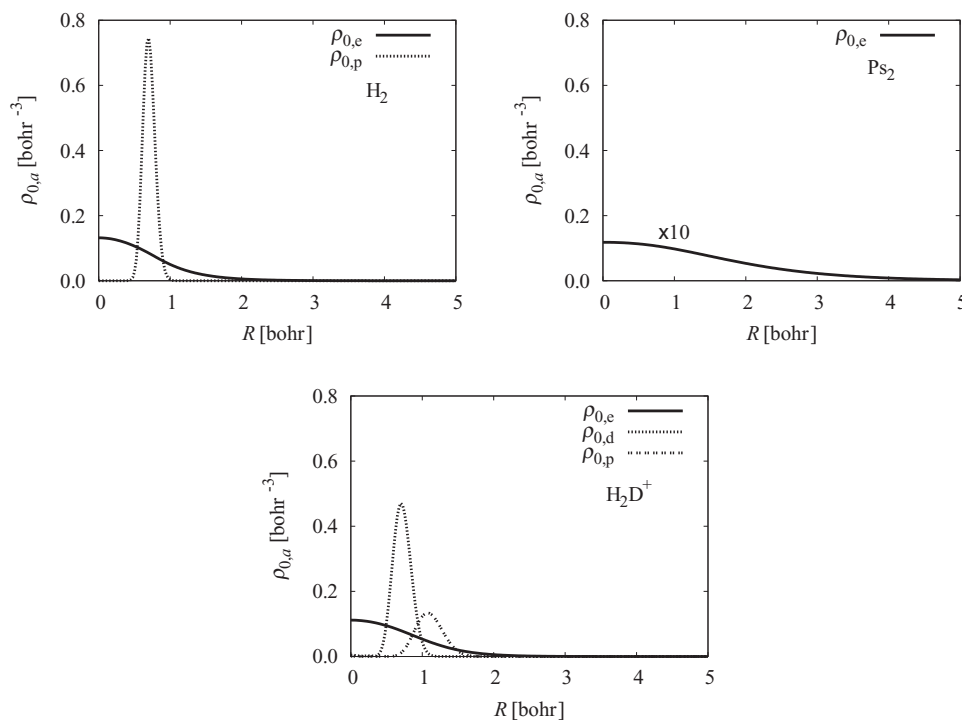 0.8
0.6
0.4
0.2
0.0
ρ0,a [bohr -3]
ρ0,e
ρ0,p
H2
0 1 2 3 4 5
R [bohr]
0.8
0.6
0.4
0.2
0.0
ρ0,a [bohr -3]
ρ0,e
Ps2
x10
0 1 2 3 4 5
R [bohr]
0.8
0.6
0.4
0.2
0.0
ρ0,a [bohr -3]
ρ0,e
ρ0,d
ρ0,p
H2D+
0 1 2 3 4 5
R [bohr]